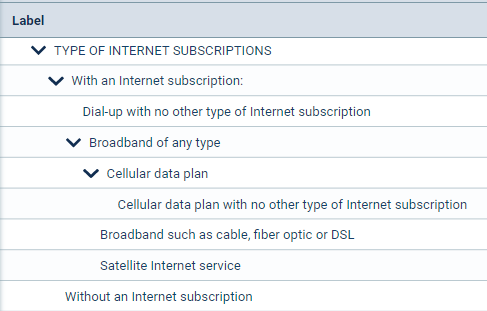 Label
TYPE OF INTERNET SUBSCRIPTIONS
With an Internet subscription:
Dial-up with no other type of Internet subscription
Broadband of any type
Cellular data plan
Cellular data plan with no other type of Internet subscription
Broadband such as cable, fiber optic or DSL
Satellite Internet service
Without an Internet subscription